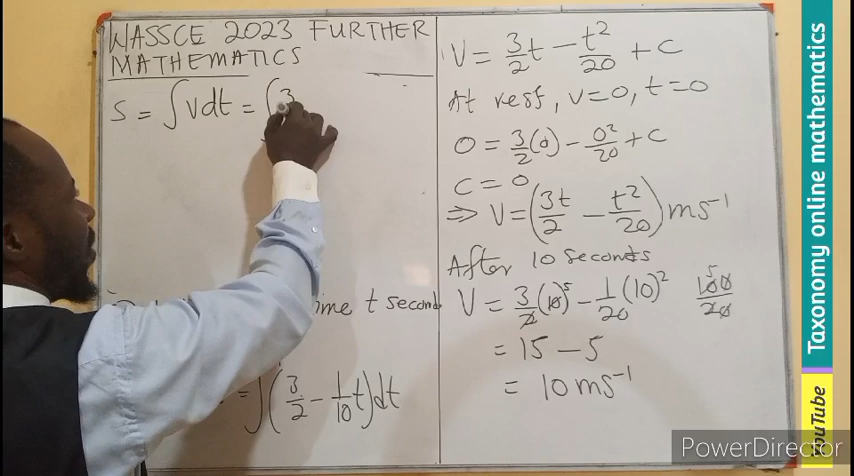 WASSCE 2023 FURTHER
MATHEMATICS
S = ∫vdt = ∫3
ime t second
= ∫(3/2 - 1/10 t)dt
V = 3/2 t - t²/20 + c
At rest, v=0, t=0
0 = 3/2(0) - 0²/20 + c
c = 0
⇒ V = (3t/2 - t²/20) ms⁻¹
After 10 seconds
V = 3/2(10)⁵ - 1/20(10)² 100⁵/20
= 15 - 5
= 10 ms⁻¹
Taxonomy online mathematics
YouTube
PowerDirector